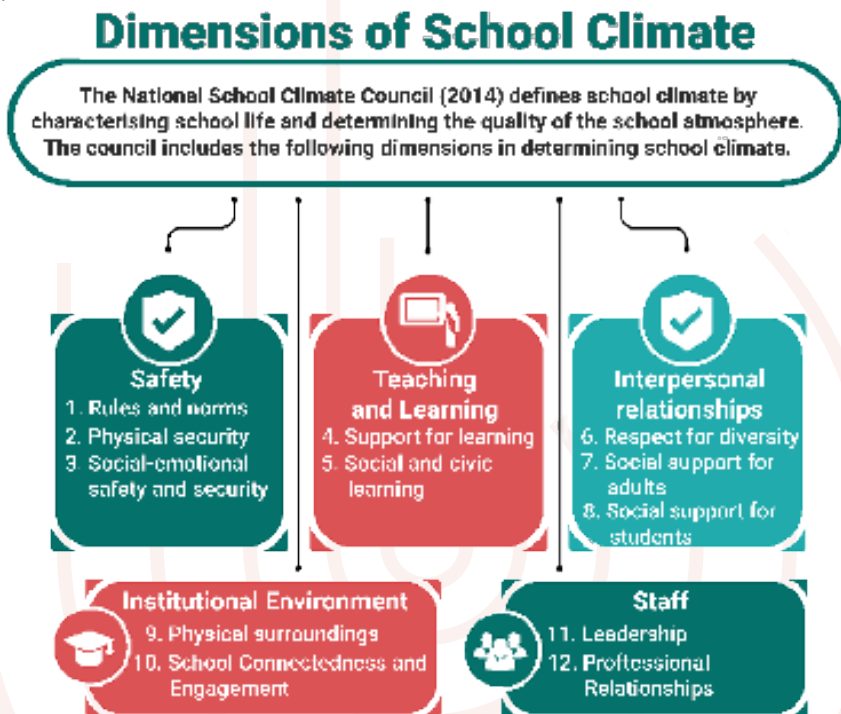 Dimensions of School Climate
The National School Climate Council (2014) defines school climate by
characterising school life and determining the quality of the school atmosphere.
The council includes the following dimensions in determining school climate.
Safety
1. Rules and norms
2. Physical security
3. Social-emotional
safety and security
Teaching
and Learning
4. Support for learning
5. Social and civic
learning
Interpersonal
relationships
6. Respect for diversity
7. Social support for
adults
8. Social support for
students
Institutional Environment
9. Physical surroundings
10. School Connectedness and
Engagement
Staff
11. Leadership
12. Proftessional
Relationships